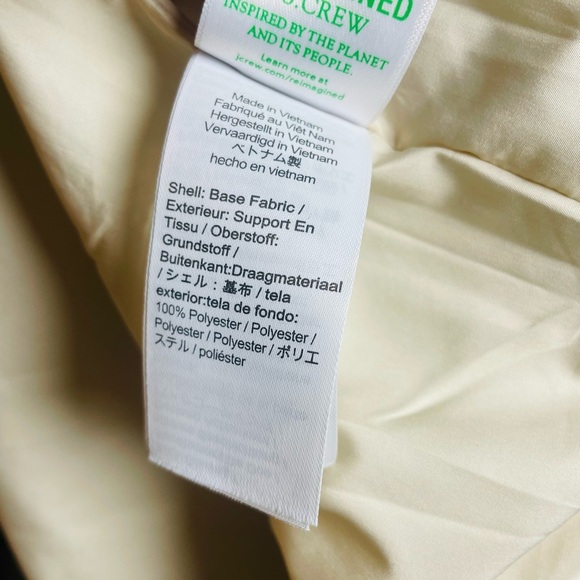 J.CREW
INSPIRED BY THE PLANET
AND ITS PEOPLE.
Learn more at
jcrew.com/reimagined
Made in Vietnam
Fabriqué au Viêt Nam
Hergestellt in Vietnam
Vervaardigd in Vietnam
ベトナム製
hecho en vietnam
Shell: Base Fabric /
Exterieur: Support En
Tissu / Oberstoff:
Grundstoff /
Buitenkant:Draagmateriaal
/ シェル：基布 / tela
exterior:tela de fondo:
100% Polyester / Polyester /
Polyester / Polyester / ポリエ
ステル / poliéster